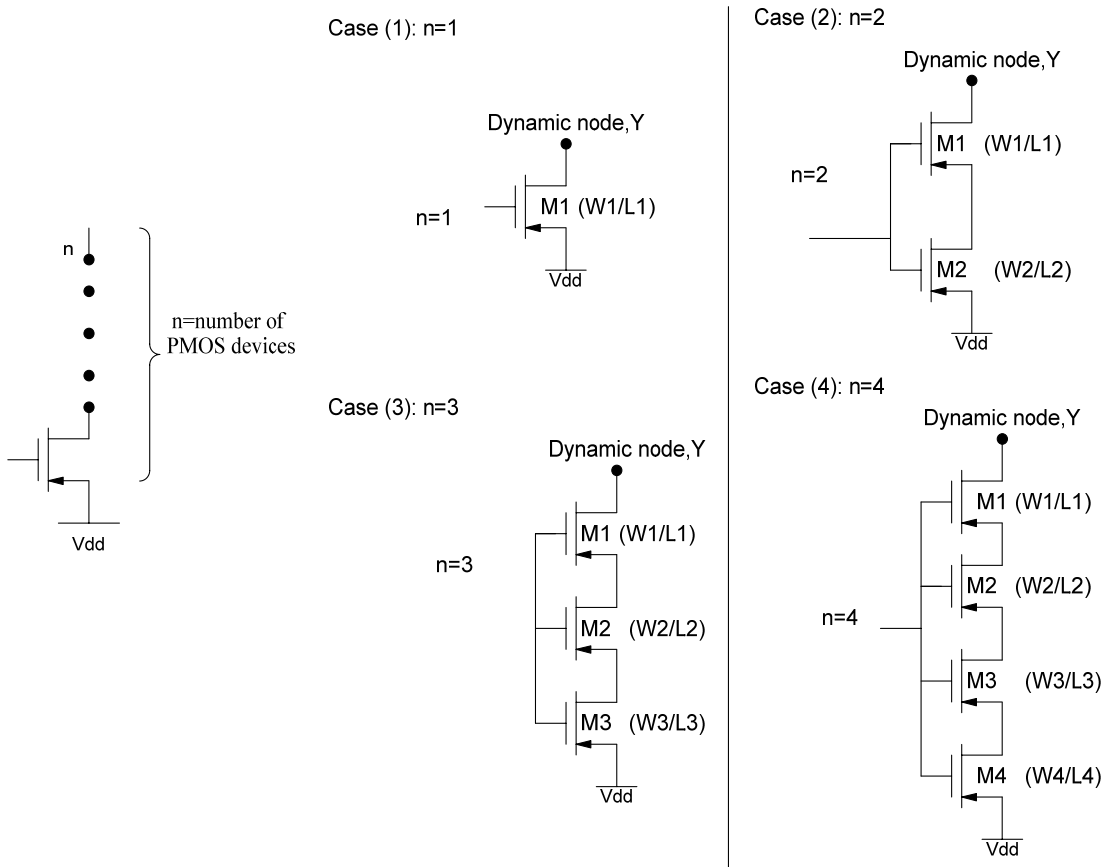 n
n=number of
PMOS devices
Vdd
Case (1): n=1
Dynamic node,Y
n=1
M1 (W1/L1)
Vdd
Case (2): n=2
Dynamic node,Y
n=2
M1 (W1/L1)
M2 (W2/L2)
Vdd
Case (3): n=3
Dynamic node,Y
n=3
M1 (W1/L1)
M2 (W2/L2)
M3 (W3/L3)
Vdd
Case (4): n=4
Dynamic node,Y
n=4
M1 (W1/L1)
M2 (W2/L2)
M3 (W3/L3)
M4 (W4/L4)
Vdd